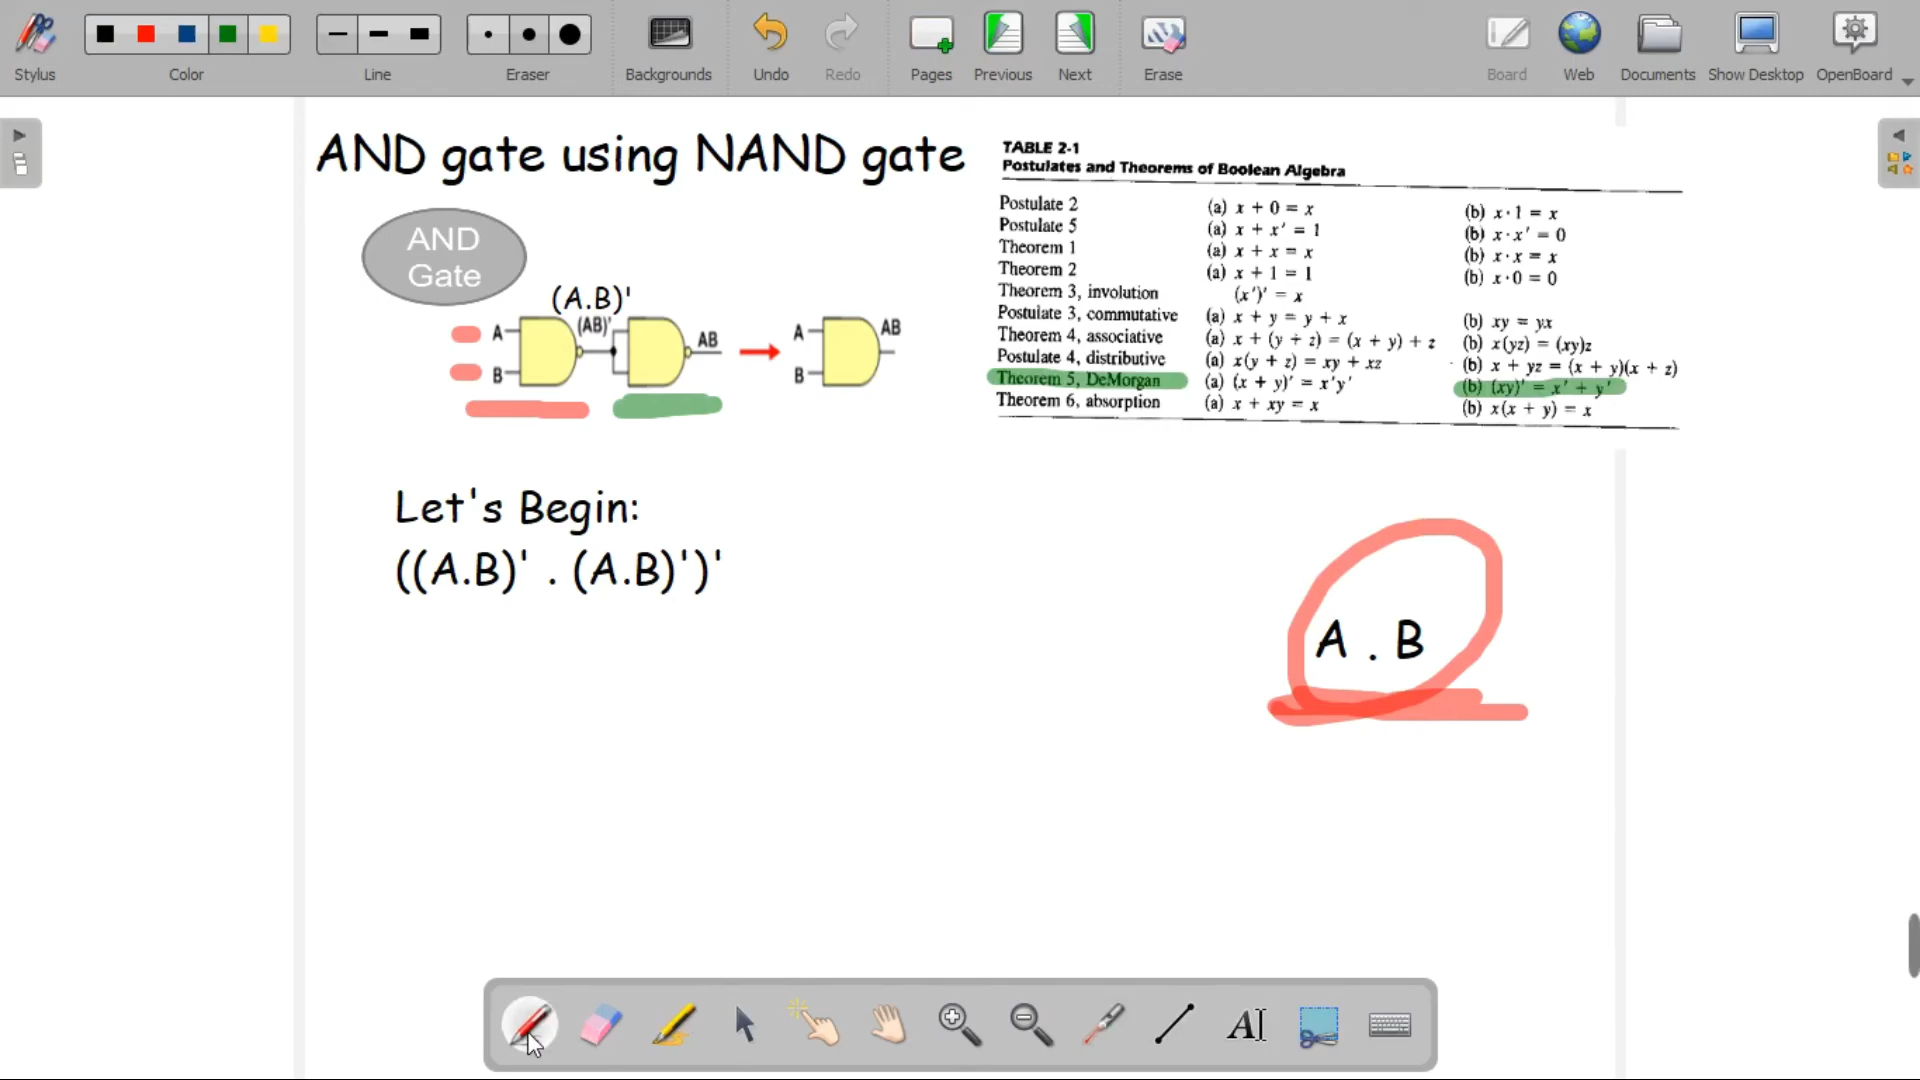 Stylus
Color
Line
Eraser
Backgrounds
Undo
Redo
Pages
Previous
Next
Erase
Board
Web
Documents
Show Desktop
OpenBoard
AND gate using NAND gate
AND
Gate
(A.B)'
A
B
(AB)'
AB
A
B
AB
TABLE 2-1
Postulates and Theorems of Boolean Algebra
Postulate 2 (a) x + 0 = x (b) x · 1 = x
Postulate 5 (a) x + x' = 1 (b) x · x' = 0
Theorem 1 (a) x + x = x (b) x · x = x
Theorem 2 (a) x + 1 = 1 (b) x · 0 = 0
Theorem 3, involution (x')' = x
Postulate 3, commutative (a) x + y = y + x (b) xy = yx
Theorem 4, associative (a) x + (y + z) = (x + y) + z (b) x(yz) = (xy)z
Postulate 4, distributive (a) x(y + z) = xy + xz (b) x + yz = (x + y)(x + z)
Theorem 5, DeMorgan (a) (x + y)' = x'y' (b) (xy)' = x' + y'
Theorem 6, absorption (a) x + xy = x (b) x(x + y) = x
Let's Begin:
((A.B)' . (A.B)')'
A . B
AI